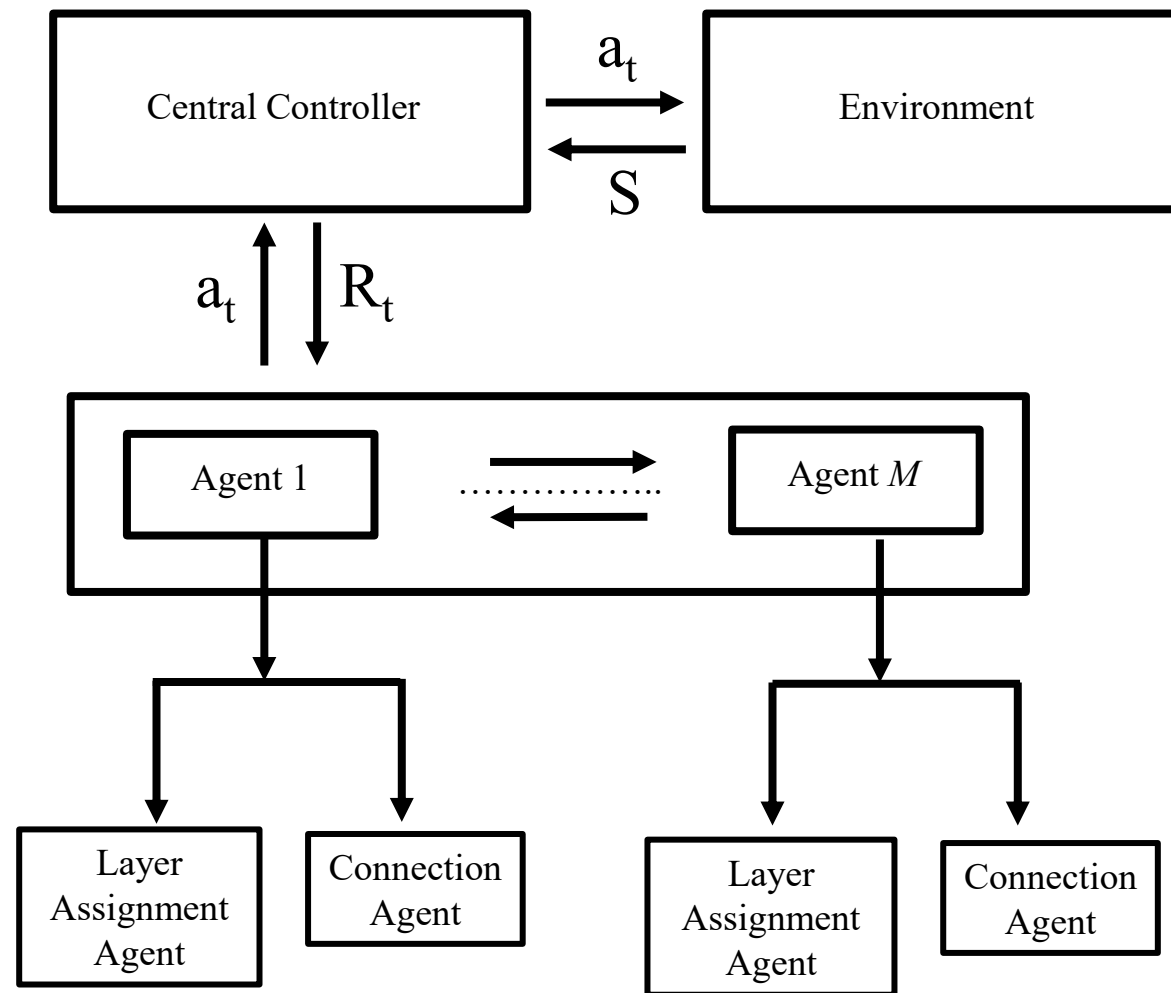 a_t
Central Controller
Environment
S
a_t
R_t
Agent 1
Agent M
Layer
Assignment
Agent
Connection
Agent
Layer
Assignment
Agent
Connection
Agent